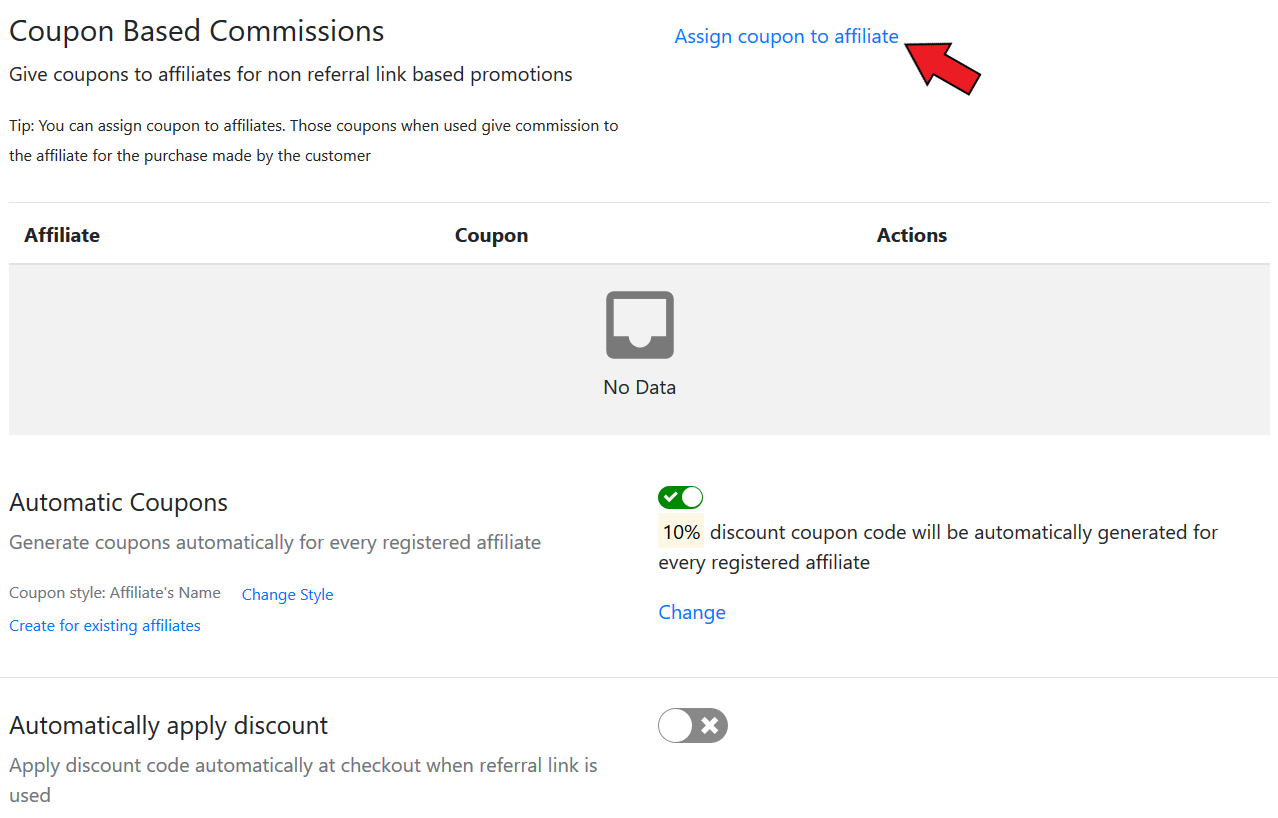 Coupon Based Commissions
Assign coupon to affiliate
Give coupons to affiliates for non referral link based promotions
Tip: You can assign coupon to affiliates. Those coupons when used give commission to
the affiliate for the purchase made by the customer
Affiliate Coupon Actions
No Data
Automatic Coupons
Generate coupons automatically for every registered affiliate
Coupon style: Affiliate's Name Change Style
Create for existing affiliates
10% discount coupon code will be automatically generated for
every registered affiliate
Change
Automatically apply discount
Apply discount code automatically at checkout when referral link is
used